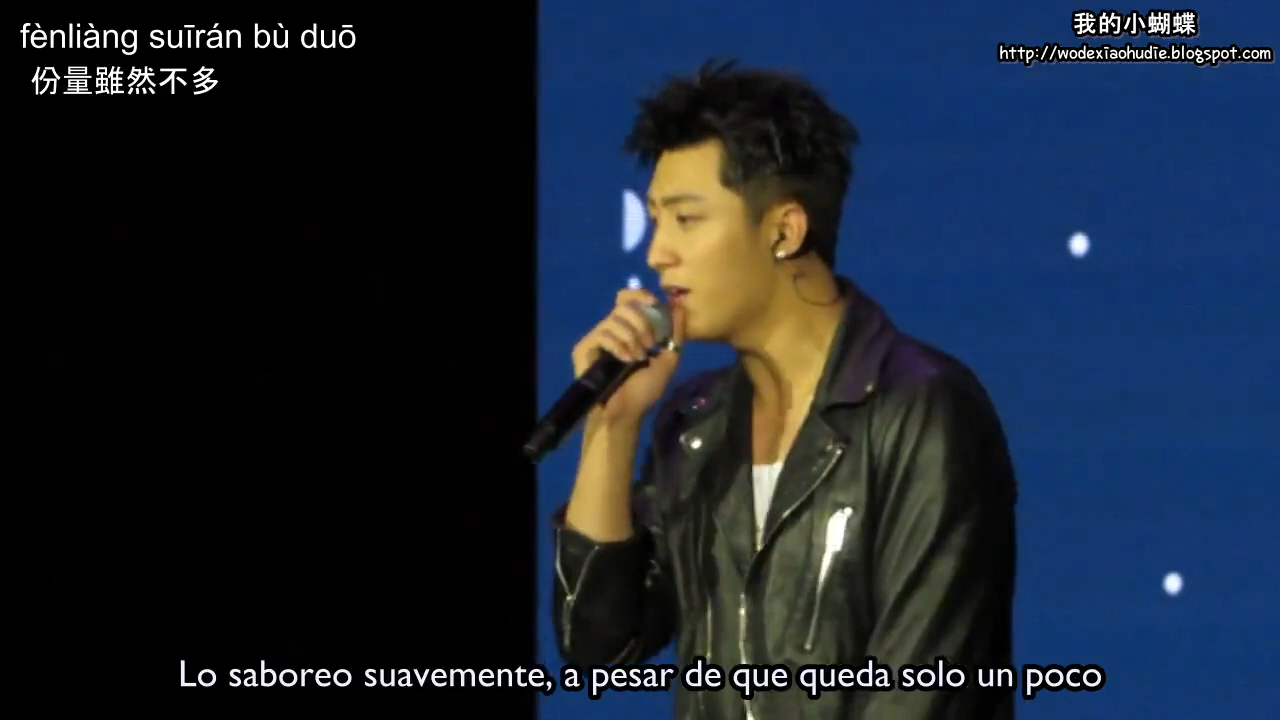 fènliàng suīrán bù duō
份量雖然不多
我的小蝴蝶
http://wodexiaohudie.blogspot.com
Lo saboreo suavemente, a pesar de que queda solo un poco